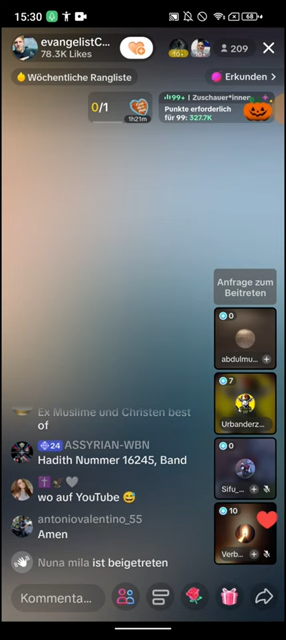 15:30
68
evangelistC...
78.3K Likes
209
Wöchentliche Rangliste
Erkunden >
0/1
1h21m
99+ | Zuschauer*innen
Punkte erforderlich
für 99: 327.7K
Anfrage zum
Beitreten
0
abdulmu...
7
Urbanderz...
0
Sifu_...
10
Verb...
Ex Muslime und Christen best
of
24 ASSYRIAN-WBN
Hadith Nummer 16245, Band
wo auf YouTube 😅
antoniovalentino_55
Amen
Nuna mila ist beigetreten
Kommenta...